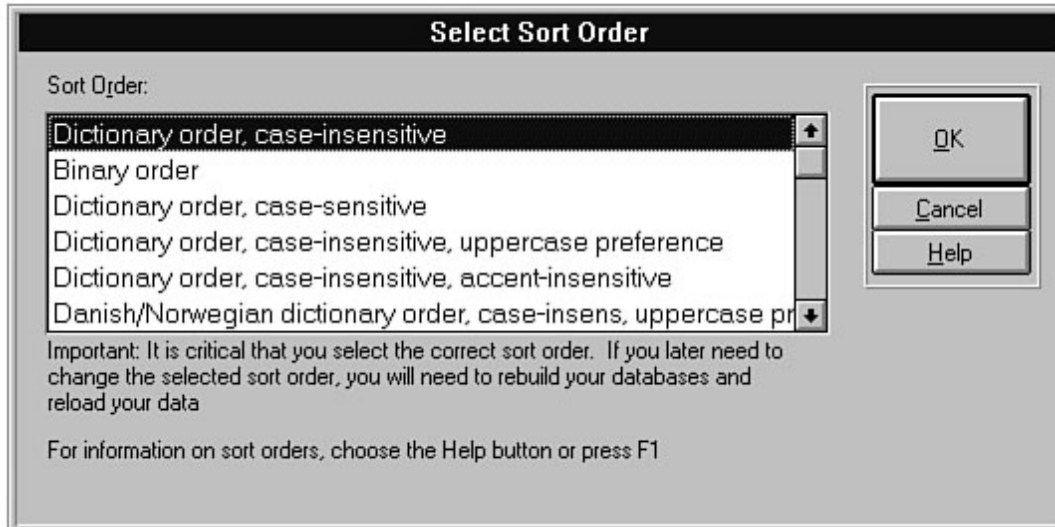 Select Sort Order
Sort Order:
Dictionary order, case-insensitive
Binary order
Dictionary order, case-sensitive
Dictionary order, case-insensitive, uppercase preference
Dictionary order, case-insensitive, accent-insensitive
Danish/Norwegian dictionary order, case-insens, uppercase pr
OK
Cancel
Help
Important: It is critical that you select the correct sort order. If you later need to
change the selected sort order, you will need to rebuild your databases and
reload your data
For information on sort orders, choose the Help button or press F1